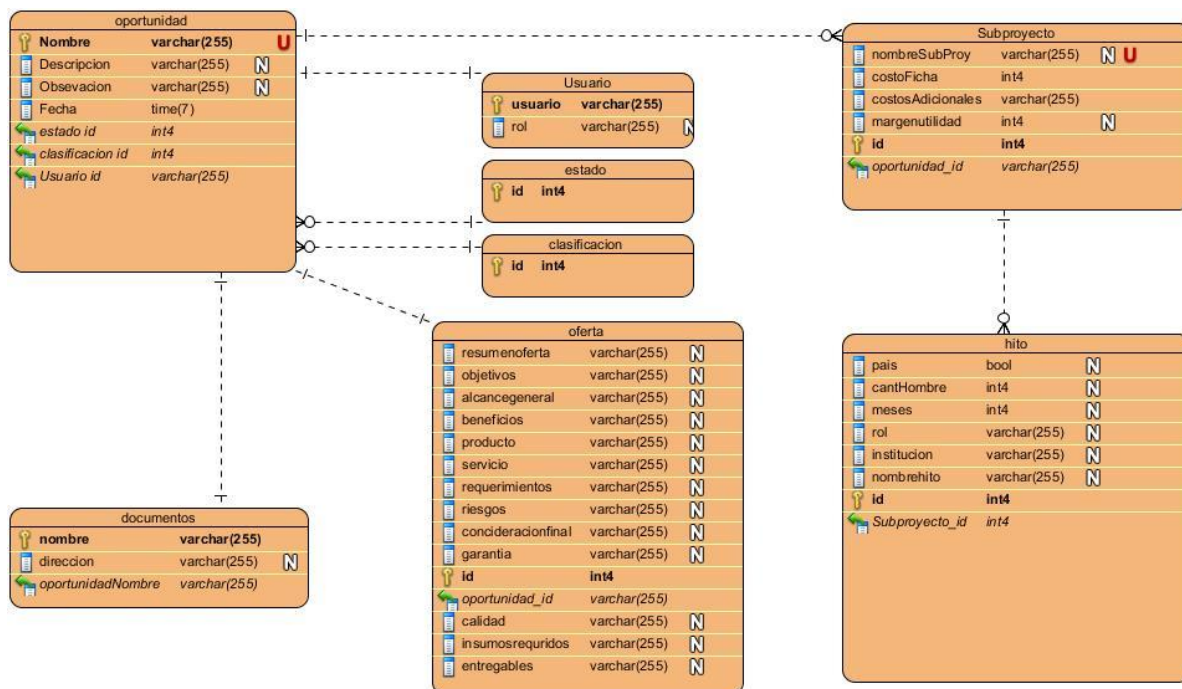 oportunidad
Nombre varchar(255) U
Descripcion varchar(255) N
Obsevacion varchar(255) N
Fecha time(7)
estado id int4
clasificacion id int4
Usuario id varchar(255)
Usuario
usuario varchar(255)
rol varchar(255) N
estado
id int4
clasificacion
id int4
Subproyecto
nombreSubProy varchar(255) N U
costoFicha int4
costosAdicionales varchar(255)
margenutilidad int4 N
id int4
oportunidad_id varchar(255)
oferta
resumenoferta varchar(255) N
objetivos varchar(255) N
alcancegeneral varchar(255) N
beneficios varchar(255) N
producto varchar(255) N
servicio varchar(255) N
requerimientos varchar(255) N
riesgos varchar(255) N
concideracionfinal varchar(255) N
garantia varchar(255) N
id int4
oportunidad_id varchar(255)
calidad varchar(255) N
insumosrequridos varchar(255) N
entregables varchar(255) N
hito
pais bool N
cantHombre int4 N
meses int4 N
rol varchar(255) N
institucion varchar(255) N
nombrehito varchar(255) N
id int4
Subproyecto_id int4
documentos
nombre varchar(255)
direccion varchar(255) N
oportunidadNombre varchar(255)